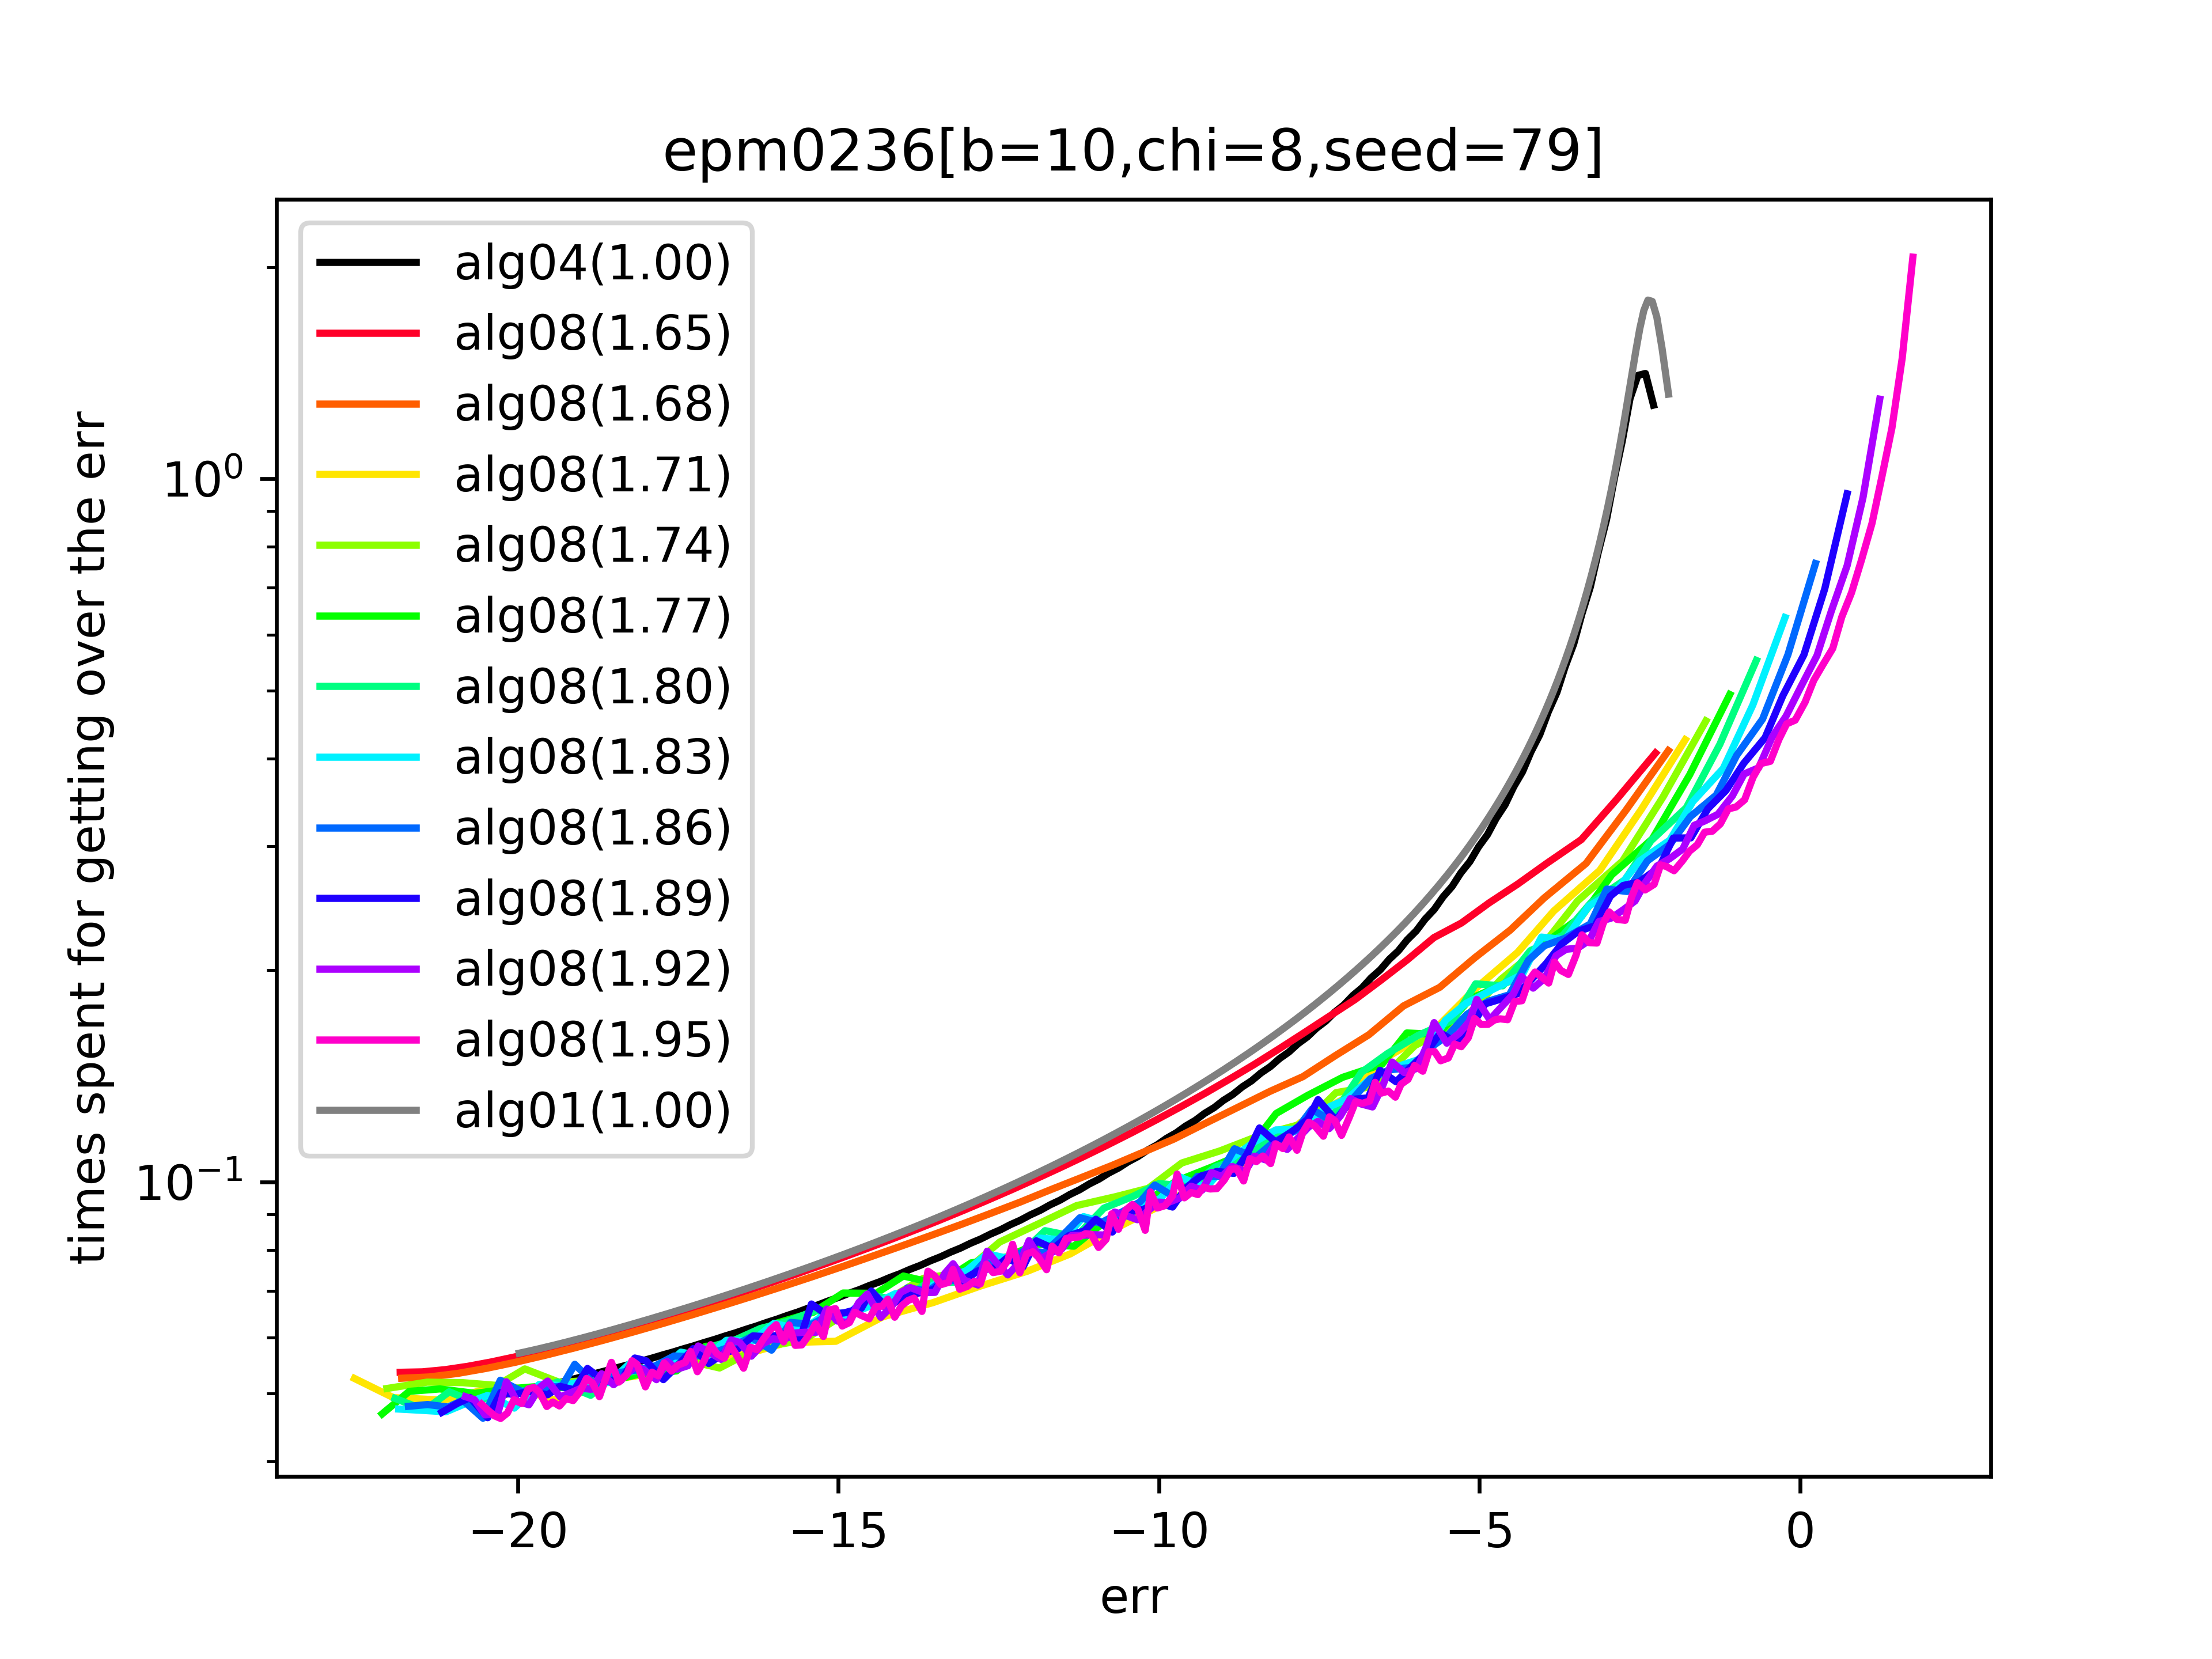 epm0236[b=10,chi=8,seed=79]
times spent for getting over the err
10⁰
10⁻¹
alg04(1.00)
alg08(1.65)
alg08(1.68)
alg08(1.71)
alg08(1.74)
alg08(1.77)
alg08(1.80)
alg08(1.83)
alg08(1.86)
alg08(1.89)
alg08(1.92)
alg08(1.95)
alg01(1.00)
−20 −15 −10 −5 0
err